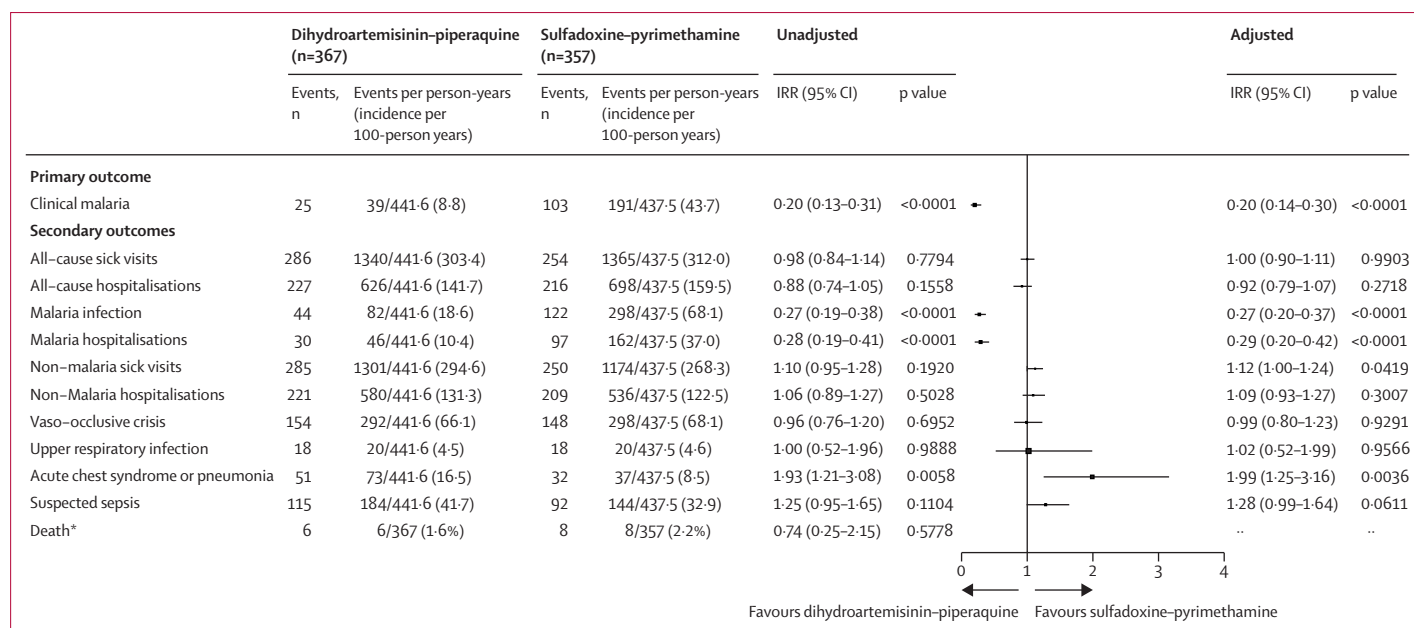 Dihydroartemisinin–piperaquine (n=367) Sulfadoxine–pyrimethamine (n=357) Unadjusted Adjusted
Events, n Events per person-years (incidence per 100-person years) Events, n Events per person-years (incidence per 100-person years) IRR (95% CI) p value IRR (95% CI) p value
Primary outcome
Clinical malaria 25 39/441·6 (8·8) 103 191/437·5 (43·7) 0·20 (0·13–0·31) <0·0001 0·20 (0·14–0·30) <0·0001
Secondary outcomes
All–cause sick visits 286 1340/441·6 (303·4) 254 1365/437·5 (312·0) 0·98 (0·84–1·14) 0·7794 1·00 (0·90–1·11) 0·9903
All–cause hospitalisations 227 626/441·6 (141·7) 216 698/437·5 (159·5) 0·88 (0·74–1·05) 0·1558 0·92 (0·79–1·07) 0·2718
Malaria infection 44 82/441·6 (18·6) 122 298/437·5 (68·1) 0·27 (0·19–0·38) <0·0001 0·27 (0·20–0·37) <0·0001
Malaria hospitalisations 30 46/441·6 (10·4) 97 162/437·5 (37·0) 0·28 (0·19–0·41) <0·0001 0·29 (0·20–0·42) <0·0001
Non–malaria sick visits 285 1301/441·6 (294·6) 250 1174/437·5 (268·3) 1·10 (0·95–1·28) 0·1920 1·12 (1·00–1·24) 0·0419
Non–Malaria hospitalisations 221 580/441·6 (131·3) 209 536/437·5 (122·5) 1·06 (0·89–1·27) 0·5028 1·09 (0·93–1·27) 0·3007
Vaso–occlusive crisis 154 292/441·6 (66·1) 148 298/437·5 (68·1) 0·96 (0·76–1·20) 0·6952 0·99 (0·80–1·23) 0·9291
Upper respiratory infection 18 20/441·6 (4·5) 18 20/437·5 (4·6) 1·00 (0·52–1·96) 0·9888 1·02 (0·52–1·99) 0·9566
Acute chest syndrome or pneumonia 51 73/441·6 (16·5) 32 37/437·5 (8·5) 1·93 (1·21–3·08) 0·0058 1·99 (1·25–3·16) 0·0036
Suspected sepsis 115 184/441·6 (41·7) 92 144/437·5 (32·9) 1·25 (0·95–1·65) 0·1104 1·28 (0·99–1·64) 0·0611
Death* 6 6/367 (1·6%) 8 8/357 (2·2%) 0·74 (0·25–2·15) 0·5778 ·· ··
0 1 2 3 4
Favours dihydroartemisinin–piperaquine Favours sulfadoxine–pyrimethamine